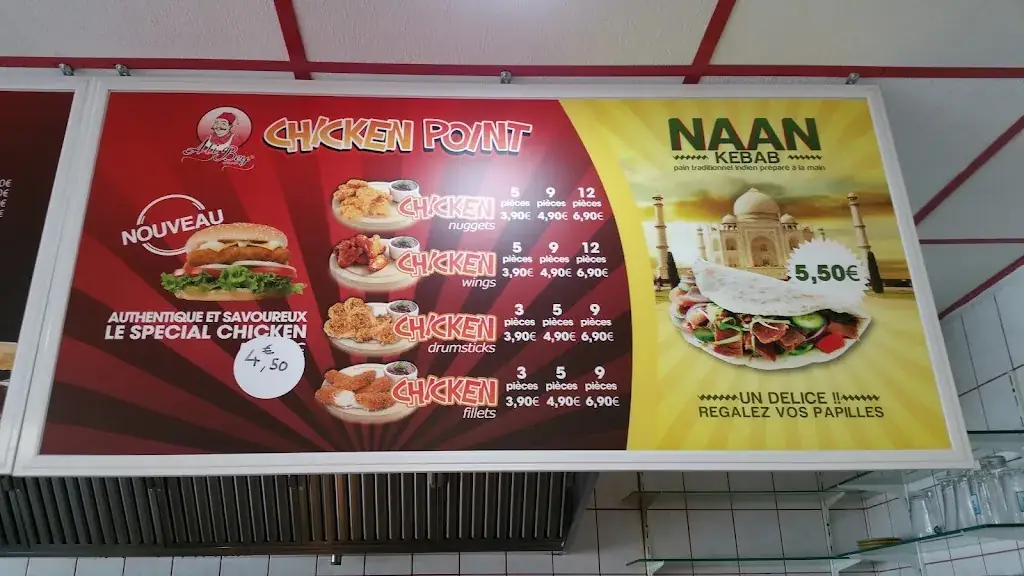 CHICKEN POINT
NOUVEAU
AUTHENTIQUE ET SAVOUREUX
LE SPECIAL CHICKEN
4€,50
CHICKEN
nuggets
5 9 12
pièces pièces pièces
3,90€ 4,90€ 6,90€
CHICKEN
wings
5 9 12
pièces pièces pièces
3,90€ 4,90€ 6,90€
CHICKEN
drumsticks
3 5 9
pièces pièces pièces
3,90€ 4,90€ 6,90€
CHICKEN
fillets
3 5 9
pièces pièces pièces
3,90€ 4,90€ 6,90€
NAAN
KEBAB
pain traditionnel indien préparé à la main
5,50€
UN DELICE !!
REGALEZ VOS PAPILLES